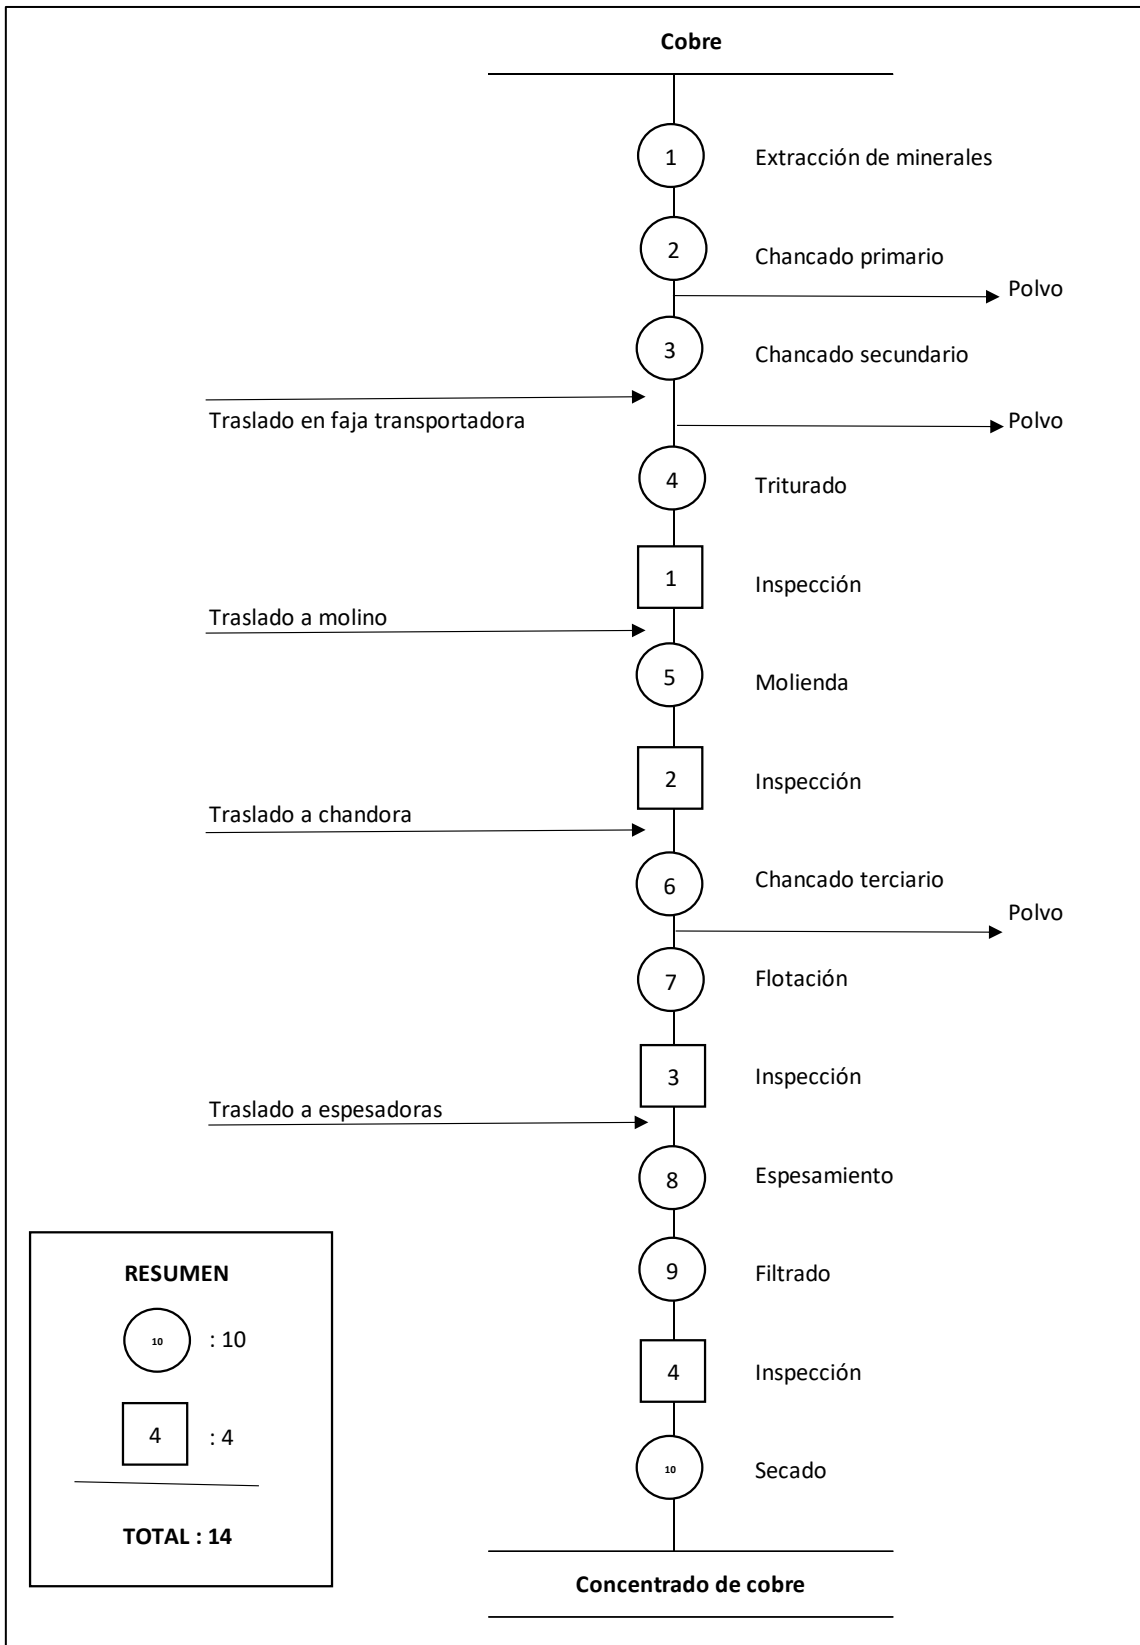 Cobre
1 Extracción de minerales
2 Chancado primario
Polvo
3 Chancado secundario
Traslado en faja transportadora
Polvo
4 Triturado
1 Inspección
Traslado a molino
5 Molienda
2 Inspección
Traslado a chandora
6 Chancado terciario
Polvo
7 Flotación
3 Inspección
Traslado a espesadoras
8 Espesamiento
9 Filtrado
4 Inspección
10 Secado
Concentrado de cobre
RESUMEN
10 : 10
4 : 4
TOTAL : 14